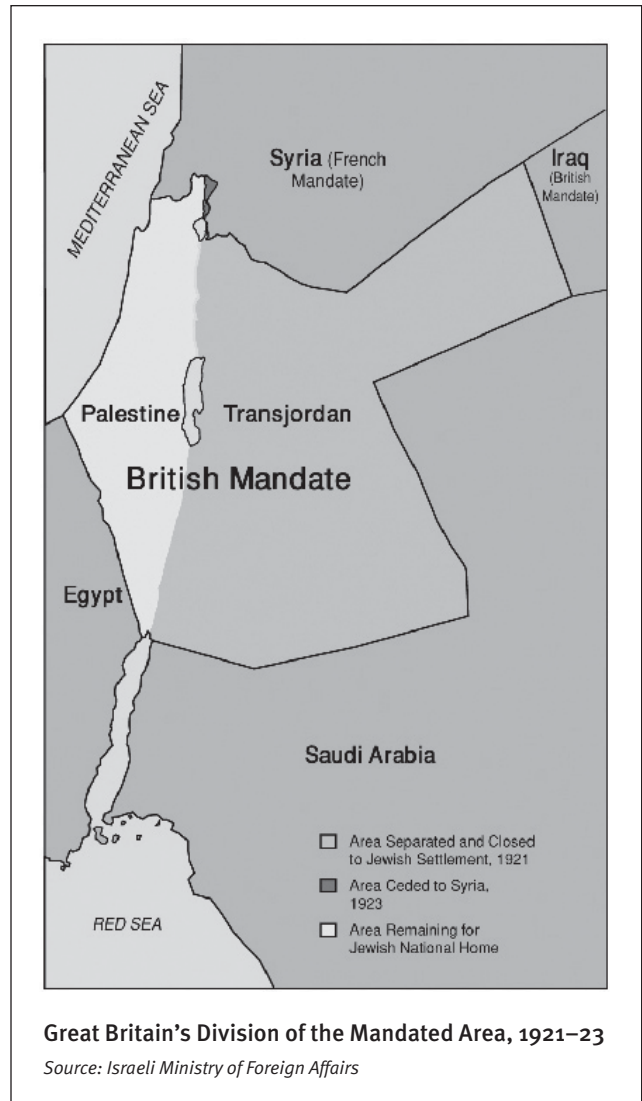 MEDITERRANEAN SEA
Syria (French
Mandate)
Iraq
(British
Mandate)
Palestine
Transjordan
British Mandate
Egypt
Saudi Arabia
Area Separated and Closed
to Jewish Settlement, 1921
Area Ceded to Syria,
1923
Area Remaining for
Jewish National Home
RED SEA
Great Britain’s Division of the Mandated Area, 1921–23
Source: Israeli Ministry of Foreign Affairs